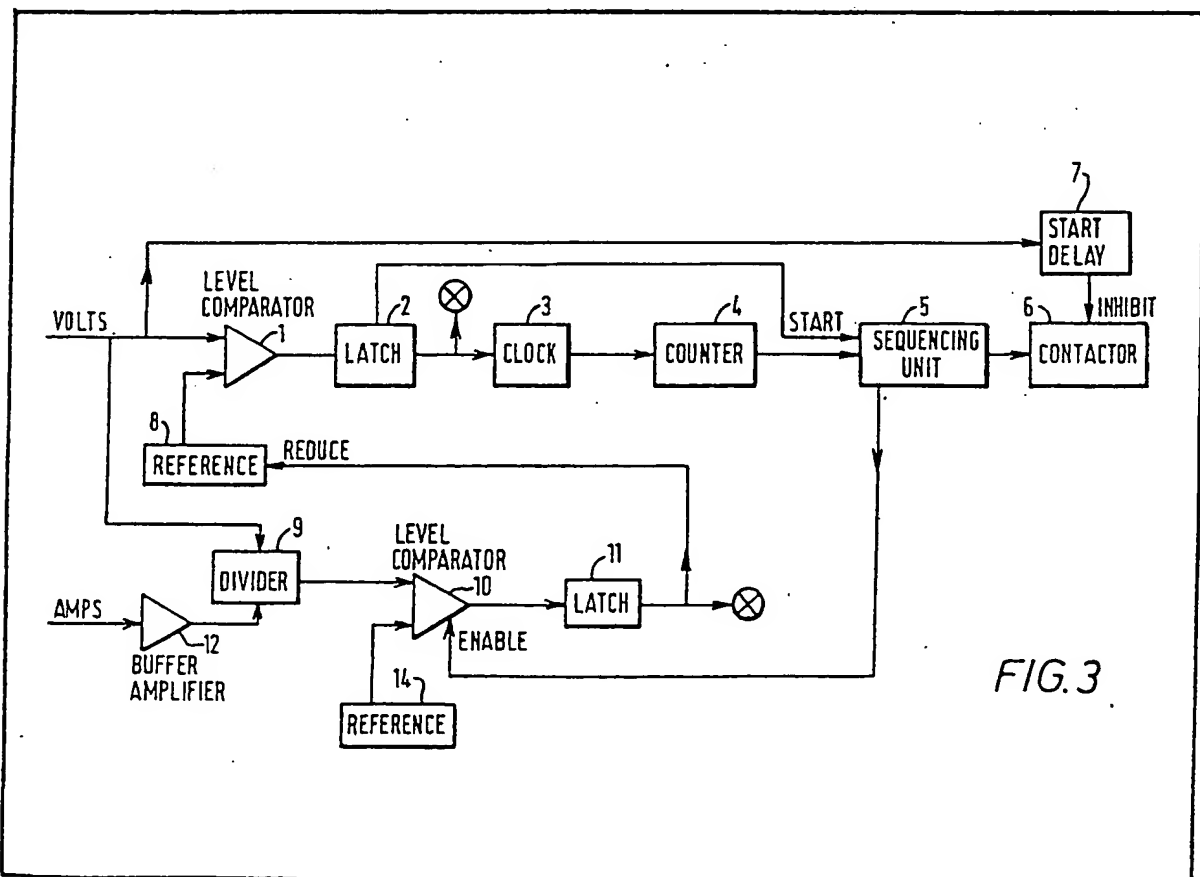 7
START
DELAY
LEVEL
COMPARATOR
VOLTS
1
2
LATCH
3
CLOCK
4
COUNTER
START
5
SEQUENCING
UNIT
INHIBIT
6
CONTACTOR
8
REFERENCE
REDUCE
9
DIVIDER
LEVEL
COMPARATOR
10
11
LATCH
AMPS
12
BUFFER
AMPLIFIER
ENABLE
14
REFERENCE
FIG.3